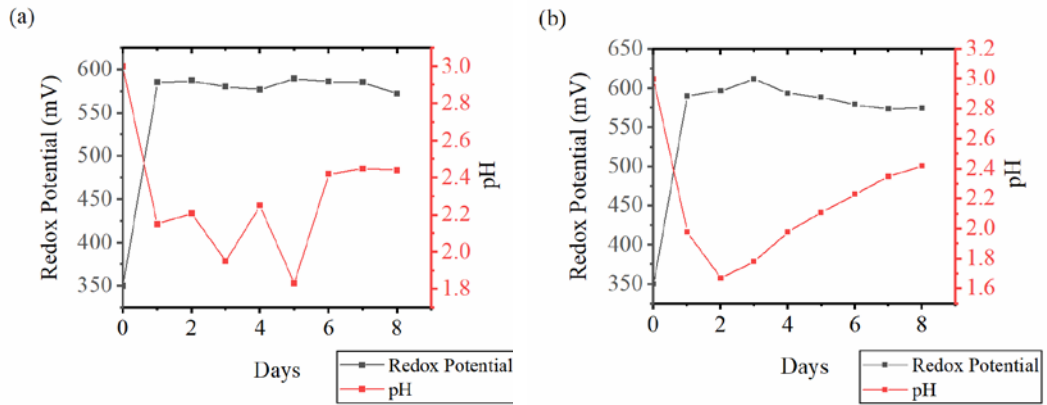 (a)
Redox Potential (mV)
600
550
500
450
400
350
3.0
2.8
2.6
2.4
2.2
2.0
1.8
pH
0 2 4 6 8
Days
Redox Potential
pH
(b)
Redox Potential (mV)
650
600
550
500
450
400
350
3.2
3.0
2.8
2.6
2.4
2.2
2.0
1.8
1.6
pH
0 2 4 6 8
Days
Redox Potential
pH